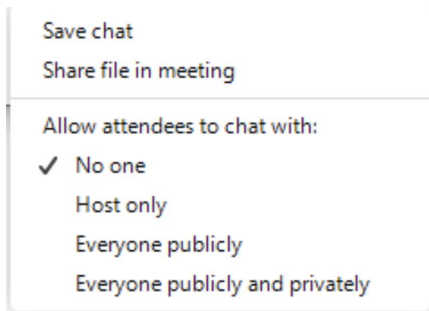 Save chat
Share file in meeting
Allow attendees to chat with:
No one
Host only
Everyone publicly
Everyone publicly and privately